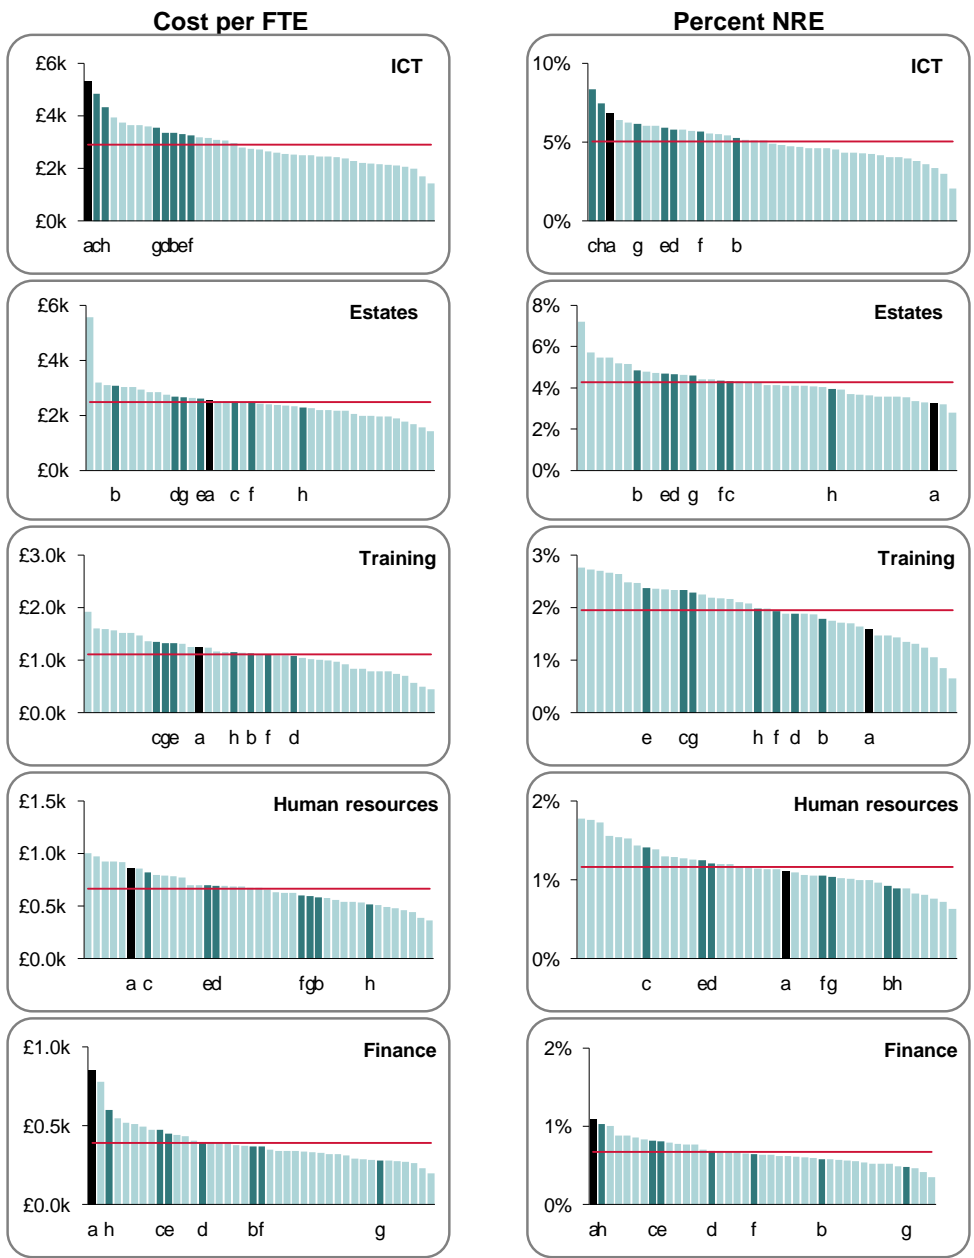 Cost per FTE
ICT
£6k
£4k
£2k
£0k
ach gdbef
Estates
£6k
£4k
£2k
£0k
b dg ea c f h
Training
£3.0k
£2.0k
£1.0k
£0.0k
cge a h b f d
Human resources
£1.5k
£1.0k
£0.5k
£0.0k
a c ed fgb h
Finance
£1.0k
£0.5k
£0.0k
a h ce d bf g
Percent NRE
ICT
10%
5%
0%
cha g ed f b
Estates
8%
6%
4%
2%
0%
b ed g fc h a
Training
3%
2%
1%
0%
e cg h f d b a
Human resources
2%
1%
0%
c ed a fg bh
Finance
2%
1%
0%
ah ce d f b g